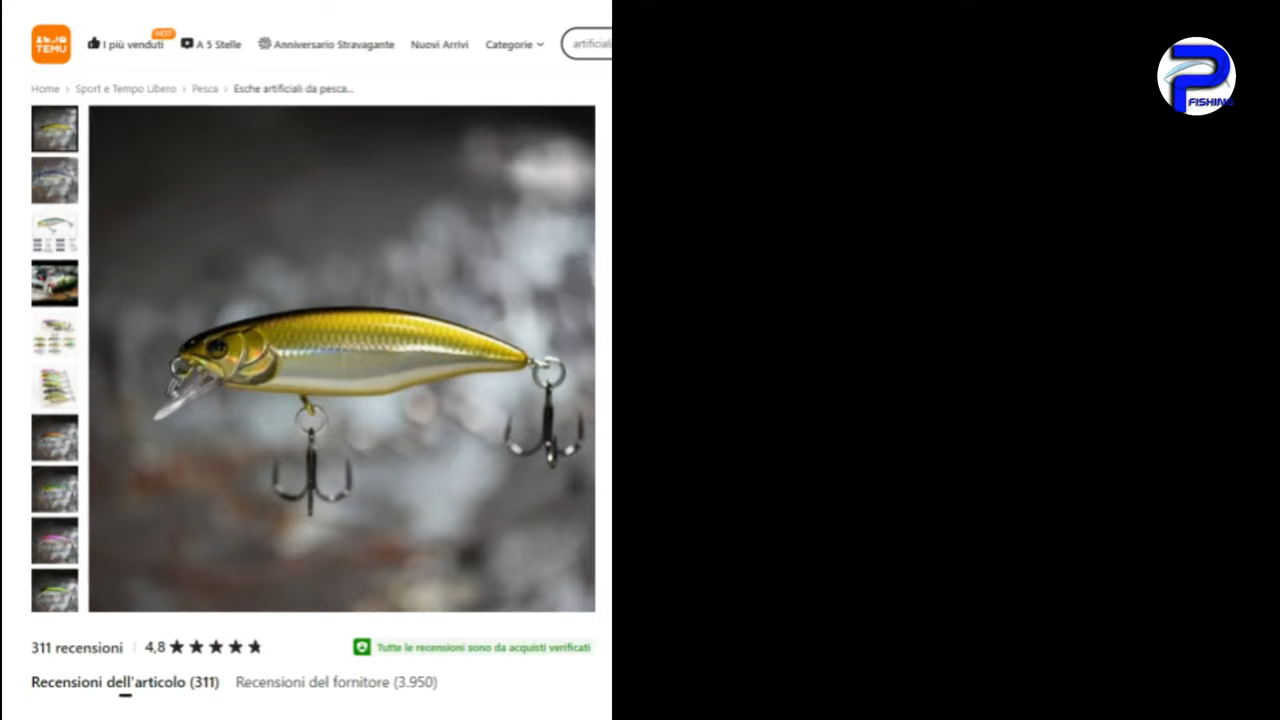 TEMU
I più venduti
HOT
A 5 Stelle
Anniversario Stravagante
Nuovi Arrivi
Categorie
artificiali
Home › Sport e Tempo Libero › Pesca › Esche artificiali da pesca...
P
FISHING
311 recensioni
4,8
Tutte le recensioni sono da acquisti verificati
Recensioni dell'articolo (311)
Recensioni del fornitore (3.950)